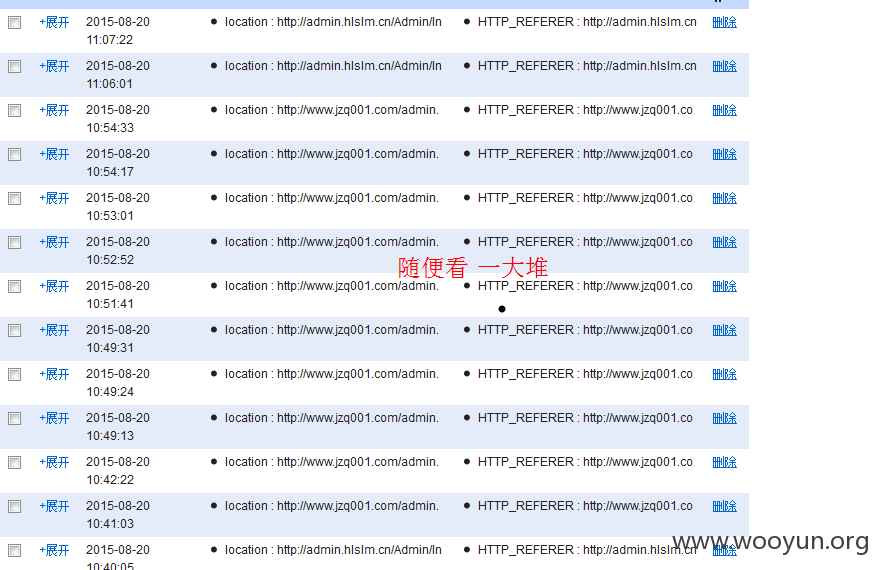 +展开 2015-08-20 location : http://admin.hlslm.cn/Admin/In HTTP_REFERER : http://admin.hlslm.cn 删除
11:07:22
+展开 2015-08-20 location : http://admin.hlslm.cn/Admin/In HTTP_REFERER : http://admin.hlslm.cn 删除
11:06:01
+展开 2015-08-20 location : http://www.jzq001.com/admin. HTTP_REFERER : http://www.jzq001.co 删除
10:54:33
+展开 2015-08-20 location : http://www.jzq001.com/admin. HTTP_REFERER : http://www.jzq001.co 删除
10:54:17
+展开 2015-08-20 location : http://www.jzq001.com/admin. HTTP_REFERER : http://www.jzq001.co 删除
10:53:01
+展开 2015-08-20 location : http://www.jzq001.com/admin. HTTP_REFERER : http://www.jzq001.co 删除
10:52:52
随便看 一大堆
+展开 2015-08-20 location : http://www.jzq001.com/admin. HTTP_REFERER : http://www.jzq001.co 删除
10:51:41
+展开 2015-08-20 location : http://www.jzq001.com/admin. HTTP_REFERER : http://www.jzq001.co 删除
10:49:31
+展开 2015-08-20 location : http://www.jzq001.com/admin. HTTP_REFERER : http://www.jzq001.co 删除
10:49:24
+展开 2015-08-20 location : http://www.jzq001.com/admin. HTTP_REFERER : http://www.jzq001.co 删除
10:49:13
+展开 2015-08-20 location : http://www.jzq001.com/admin. HTTP_REFERER : http://www.jzq001.co 删除
10:42:22
+展开 2015-08-20 location : http://www.jzq001.com/admin. HTTP_REFERER : http://www.jzq001.co 删除
10:41:03
www.wooyun.org
+展开 2015-08-20 location : http://admin.hlslm.cn/Admin/In HTTP_REFERER : http://admin.hlslm.cn 删除
10:40:05